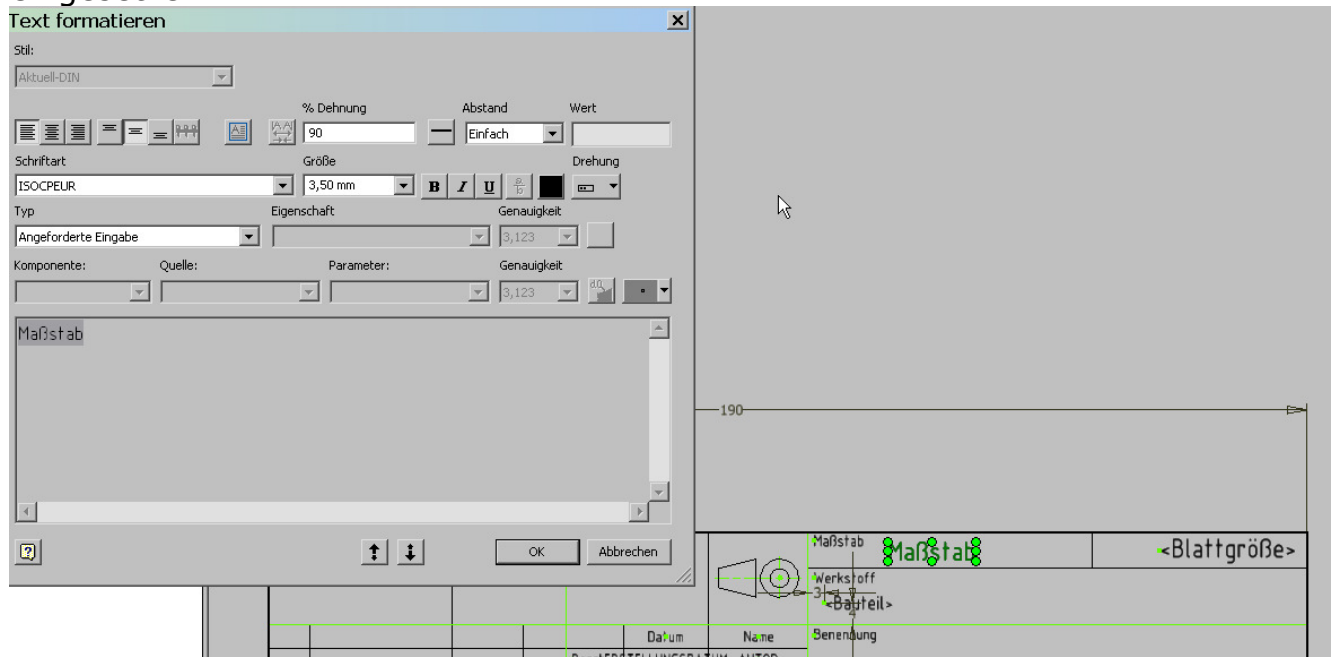 Text formatieren
Stil:
Aktuell-DIN
% Dehnung Abstand Wert
90 Einfach
Schriftart Größe Drehung
ISOCPEUR 3,50 mm B I U a/b
Typ Eigenschaft Genauigkeit
Angeforderte Eingabe 3,123
Komponente: Quelle: Parameter: Genauigkeit
3,123
Maßstab
OK Abbrechen
190
Maßstab Maßstab <Blattgröße>
Werkstoff
3
<Bauteil>
Datum Name Benennung